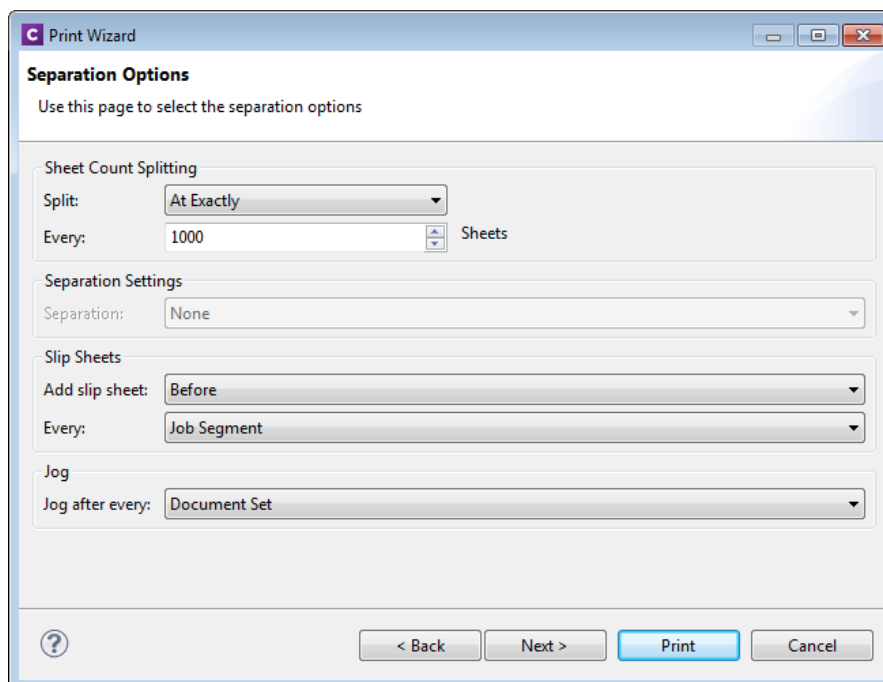 C Print Wizard
Separation Options
Use this page to select the separation options
Sheet Count Splitting
Split: At Exactly
Every: 1000 Sheets
Separation Settings
Separation: None
Slip Sheets
Add slip sheet: Before
Every: Job Segment
Jog
Jog after every: Document Set
? < Back Next > Print Cancel